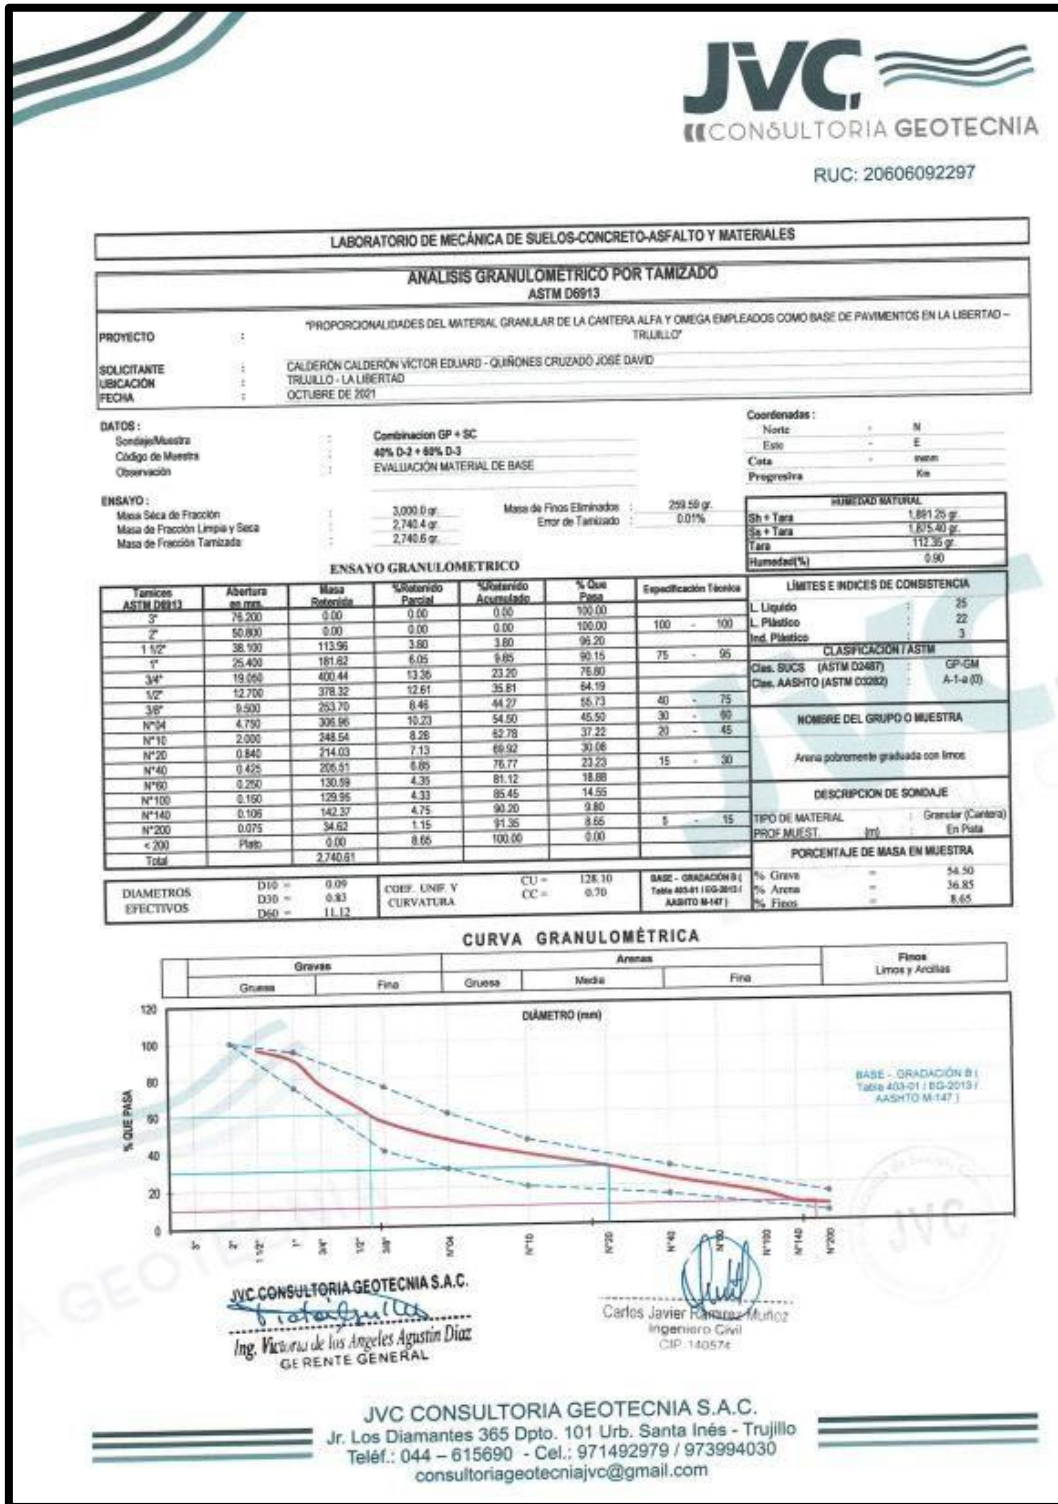 JVC
CONSULTORIA GEOTECNIA
RUC: 20606092297
LABORATORIO DE MECÁNICA DE SUELOS-CONCRETO-ASFALTO Y MATERIALES
ANÁLISIS GRANULOMÉTRICO POR TAMIZADO
ASTM D6913
PROYECTO : "PROPORCIONALIDADES DEL MATERIAL GRANULAR DE LA CANTERA ALFA Y OMEGA EMPLEADOS COMO BASE DE PAVIMENTOS EN LA LIBERTAD –
TRUJILLO"
SOLICITANTE : CALDERÓN CALDERÓN VÍCTOR EDUARD - QUIÑONES CRUZADO JOSÉ DAVID
UBICACIÓN : TRUJILLO - LA LIBERTAD
FECHA : OCTUBRE DE 2021
DATOS :
Sondaje/Muestra : Combinacion GP + SC
Código de Muestra : 40% D-2 + 60% D-3
Observación : EVALUACIÓN MATERIAL DE BASE
Coordenadas :
Norte - N
Este - E
Cota - msnm
Progresiva Km
ENSAYO :
Masa Seca de Fracción : 3,000.0 gr. Masa de Finos Eliminados : 259.59 gr.
Masa de Fracción Limpia y Seca : 2,740.4 gr. Error de Tamizado : 0.01%
Masa de Fracción Tamizada : 2,740.6 gr.
HUMEDAD NATURAL
Sh + Tara 1,891.25 gr.
Ss + Tara 1,875.40 gr.
Tara 112.35 gr.
Humedad(%) 0.90
ENSAYO GRANULOMETRICO
Tamices ASTM D6913 Abertura en mm. Masa Retenida %Retenido Parcial %Retenido Acumulado % Que Pasa Especificación Técnica
3" 76.200 0.00 0.00 0.00 100.00
2" 50.800 0.00 0.00 0.00 100.00 100 - 100
1 1/2" 38.100 113.96 3.80 3.80 96.20
1" 25.400 181.62 6.05 9.85 90.15 75 - 95
3/4" 19.050 400.44 13.35 23.20 76.80
1/2" 12.700 378.32 12.61 35.81 64.19
3/8" 9.500 253.70 8.46 44.27 55.73 40 - 75
N°04 4.750 306.96 10.23 54.50 45.50 30 - 60
N°10 2.000 248.54 8.28 62.78 37.22 20 - 45
N°20 0.840 214.03 7.13 69.92 30.08
N°40 0.425 205.51 6.85 76.77 23.23 15 - 30
N°60 0.250 130.59 4.35 81.12 18.88
N°100 0.150 129.95 4.33 85.45 14.55
N°140 0.106 142.37 4.75 90.20 9.80
N°200 0.075 34.62 1.15 91.35 8.65 5 - 15
< 200 Plato 0.00 8.65 100.00 0.00
Total 2,740.61
LÍMITES E INDICES DE CONSISTENCIA
L. Liquido : 25
L. Plástico : 22
Ind. Plástico : 3
CLASIFICACIÓN / ASTM
Clas. SUCS (ASTM D2487) : GP-GM
Clas. AASHTO (ASTM D3282) : A-1-a (0)
NOMBRE DEL GRUPO O MUESTRA
Arena pobremente graduada con limos
DESCRIPCION DE SONDAJE
TIPO DE MATERIAL : Granular (Cantera)
PROF.MUEST. (m) : En Pista
PORCENTAJE DE MASA EN MUESTRA
% Grava = 54.50
% Arena = 36.85
% Finos = 8.65
DIAMETROS EFECTIVOS
D10 = 0.09
D30 = 0.83
D60 = 11.12
COEF. UNIF. Y CURVATURA
CU = 128.10
CC = 0.70
BASE - GRADACIÓN B (
Tabla 403-01 / EG-2013 /
AASHTO M-147 )
CURVA GRANULOMÉTRICA
Gravas Arenas Finos
Gruesa Fina Gruesa Media Fina Limos y Arcillas
DIÁMETRO (mm)
% QUE PASA
120
100
80
60
40
20
0
BASE - GRADACIÓN B (
Tabla 403-01 / EG-2013 /
AASHTO M-147 )
3" 2" 1 1/2" 1" 3/4" 1/2" 3/8" N°04 N°10 N°20 N°40 N°60 N°100 N°140 N°200
JVC
GEOTECNIA
JVC CONSULTORIA GEOTECNIA S.A.C.
Ing. Victoria de los Angeles Agustin Díaz
GERENTE GENERAL
Carlos Javier Ramirez Muñoz
Ingeniero Civil
CIP. 140574
JVC CONSULTORIA GEOTECNIA S.A.C.
Jr. Los Diamantes 365 Dpto. 101 Urb. Santa Inés - Trujillo
Teléf.: 044 – 615690 - Cel.: 971492979 / 973994030
consultoriageotecniajvc@gmail.com